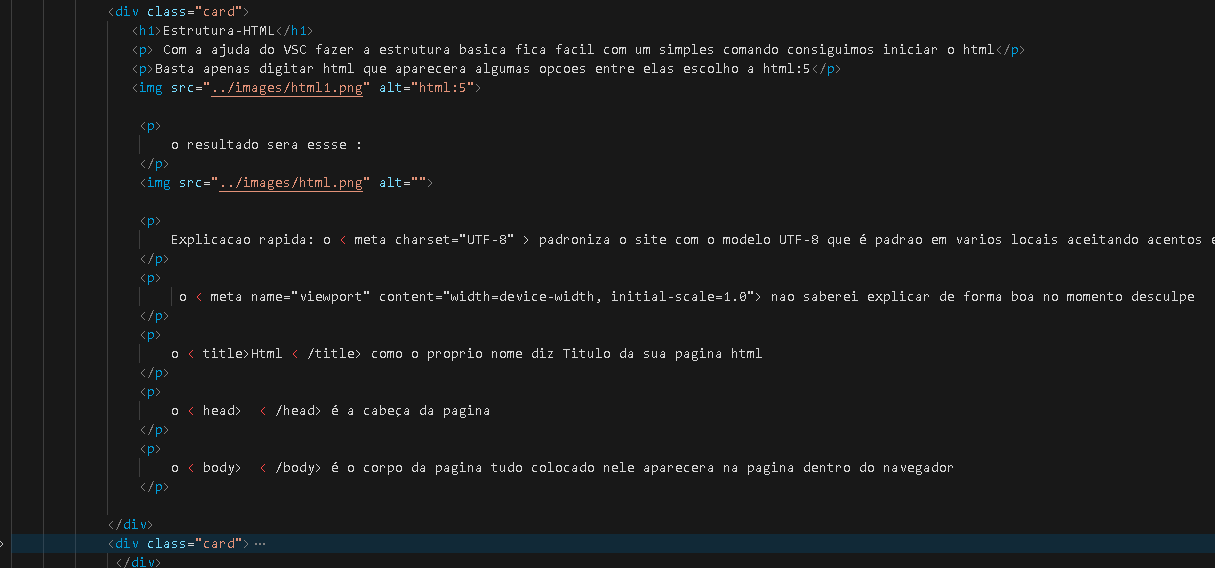 <div class="card">
<h1>Estrutura-HTML</h1>
<p> Com a ajuda do VSC fazer a estrutura basica fica facil com um simples comando consiguimos iniciar o html</p>
<p>Basta apenas digitar html que aparecera algumas opcoes entre elas escolho a html:5</p>
<img src="../images/html1.png" alt="html:5">
<p>
o resultado sera essse :
</p>
<img src="../images/html.png" alt="">
<p>
Explicacao rapida: o < meta charset="UTF-8" > padroniza o site com o modelo UTF-8 que é padrao em varios locais aceitando acentos
</p>
<p>
o < meta name="viewport" content="width=device-width, initial-scale=1.0"> nao saberei explicar de forma boa no momento desculpe
</p>
<p>
o < title>Html < /title> como o proprio nome diz Titulo da sua pagina html
</p>
<p>
o < head>  < /head> é a cabeça da pagina
</p>
<p>
o < body>  < /body> é o corpo da pagina tudo colocado nele aparecera na pagina dentro do navegador
</p>
</div>
<div class="card">…
</div>